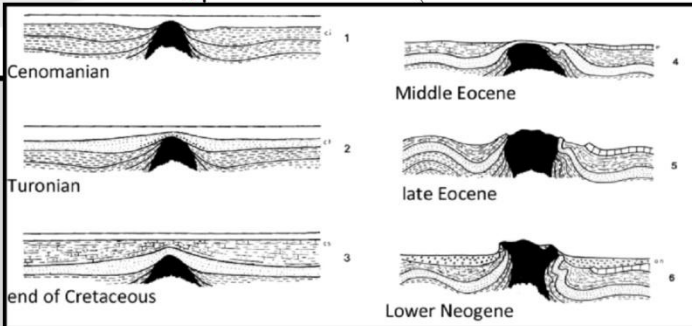 1
Cenomanian
2
Turonian
3
end of Cretaceous
4
Middle Eocene
5
late Eocene
6
Lower Neogene